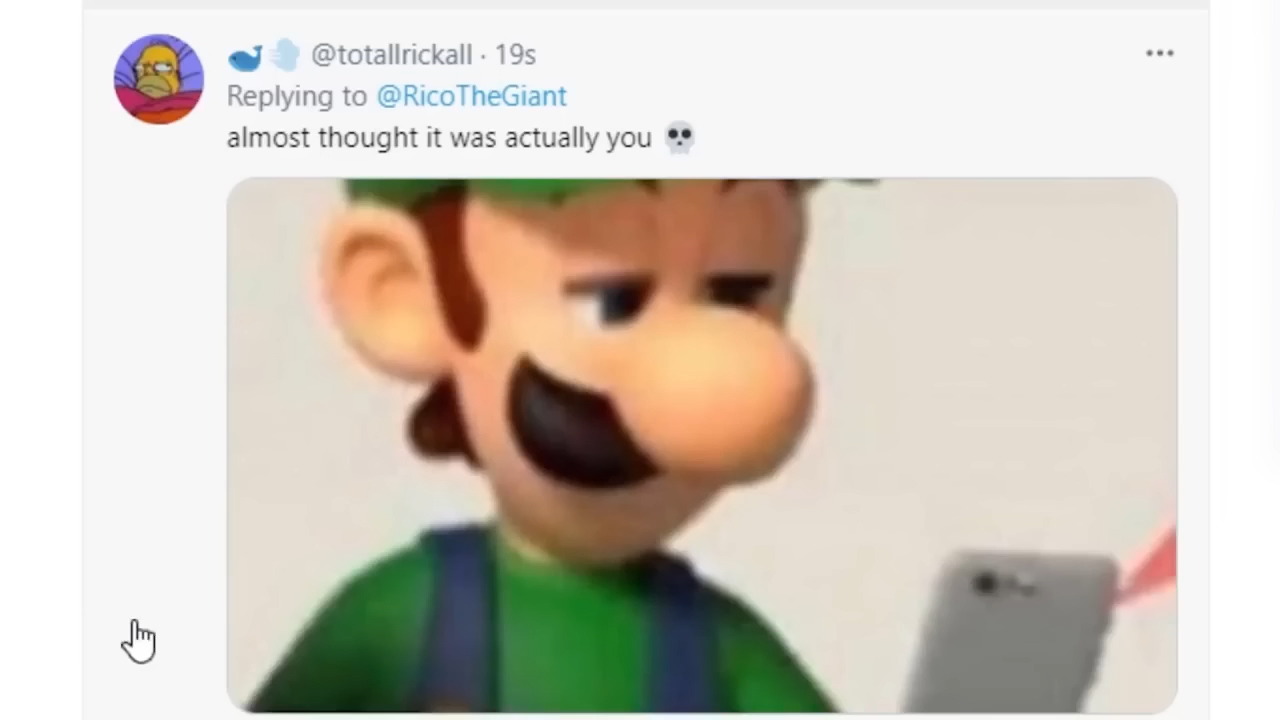 🐳💨 @totallrickall · 19s
Replying to @RicoTheGiant
almost thought it was actually you 💀